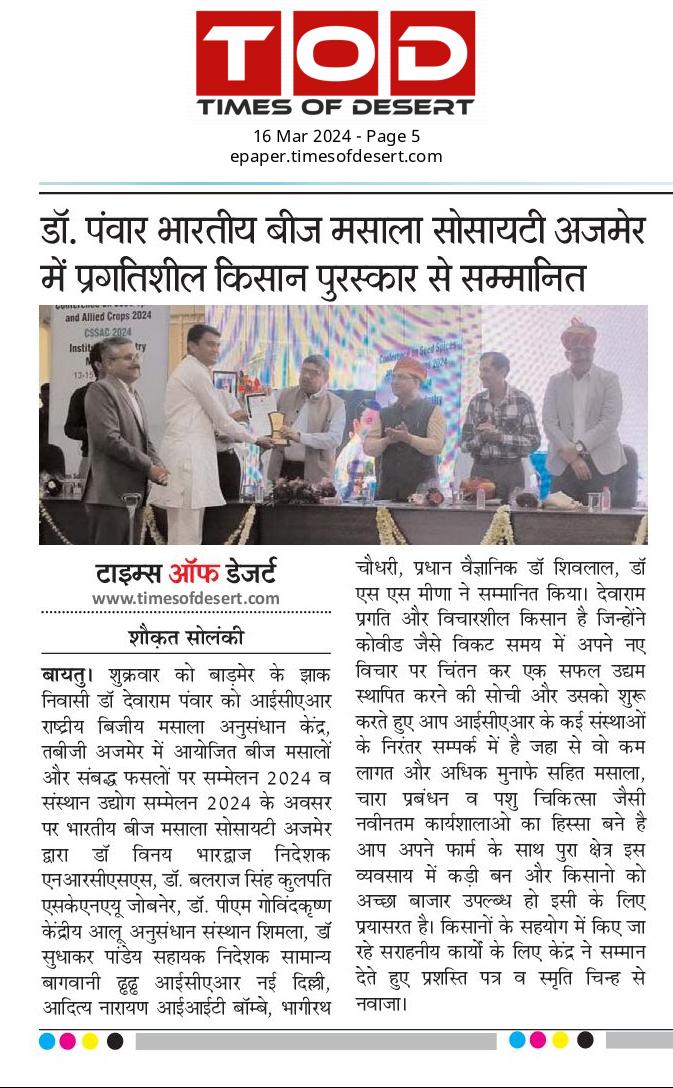 TOD
TIMES OF DESERT
16 Mar 2024 - Page 5
epaper.timesofdesert.com
डॉ. पंवार भारतीय बीज मसाला सोसायटी अजमेर
में प्रगतिशील किसान पुरस्कार से सम्मानित
and Allied Crops 2024
CSSAC 2024
13-15
Conference on Seed Spices
टाइम्स ऑफ डेजर्ट
www.timesofdesert.com
शौक़त सोलंकी
बायतु। शुक्रवार को बाड़मेर के झाक
निवासी डॉ देवाराम पंवार को आईसीएआर
राष्ट्रीय बिजीय मसाला अनुसंधान केंद्र,
तबीजी अजमेर में आयोजित बीज मसालों
और संबद्ध फसलों पर सम्मेलन 2024 व
संस्थान उद्योग सम्मेलन 2024 के अवसर
पर भारतीय बीज मसाला सोसायटी अजमेर
द्वारा डॉ विनय भारद्वाज निदेशक
एनआरसीएसएस, डॉ. बलराज सिंह कुलपति
एसकेएनएयू जोबनेर, डॉ. पीएम गोविंदकृष्ण
केंद्रीय आलू अनुसंधान संस्थान शिमला, डॉ
सुधाकर पांडेय सहायक निदेशक सामान्य
बागवानी ढ्ढ्ढ आईसीएआर नई दिल्ली,
आदित्य नारायण आईआईटी बॉम्बे, भागीरथ
चौधरी, प्रधान वैज्ञानिक डॉ शिवलाल, डॉ
एस एस मीणा ने सम्मानित किया। देवाराम
प्रगति और विचारशील किसान है जिन्होंने
कोवीड जैसे विकट समय में अपने नए
विचार पर चिंतन कर एक सफल उद्यम
स्थापित करने की सोची और उसको शुरू
करते हुए आप आईसीएआर के कई संस्थाओं
के निरंतर सम्पर्क में है जहा से वो कम
लागत और अधिक मुनाफे सहित मसाला,
चारा प्रबंधन व पशु चिकित्सा जैसी
नवीनतम कार्यशालाओ का हिस्सा बने है
आप अपने फार्म के साथ पुरा क्षेत्र इस
व्यवसाय में कड़ी बन और किसानो को
अच्छा बाजार उपलब्ध हो इसी के लिए
प्रयासरत है। किसानों के सहयोग में किए जा
रहे सराहनीय कार्यों के लिए केंद्र ने सम्मान
देते हुए प्रशस्ति पत्र व स्मृति चिन्ह से
नवाजा।